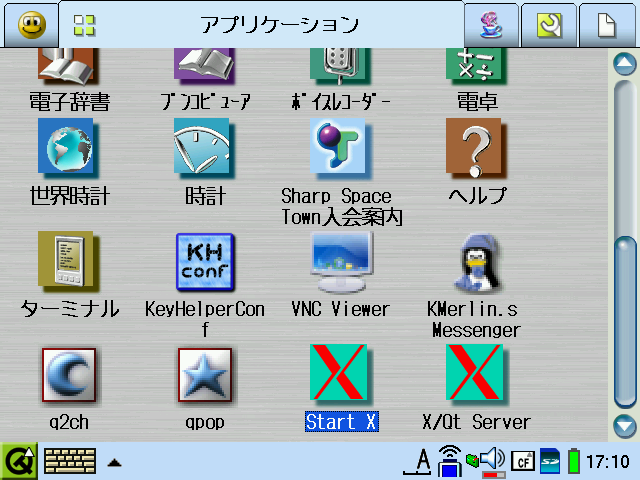 アプリケーション
電子辞書
ﾌﾞﾝｺﾋﾞｭｰｱ
ﾎﾞｲｽﾚｺｰﾀﾞｰ
電卓
世界時計
時計
Sharp Space
Town入会案内
ヘルプ
KH
conf
ターミナル
KeyHelperCon
f
VNC Viewer
KMerlin.s
Messenger
q2ch
qpop
Start X
X/Qt Server
A
CF
17:10